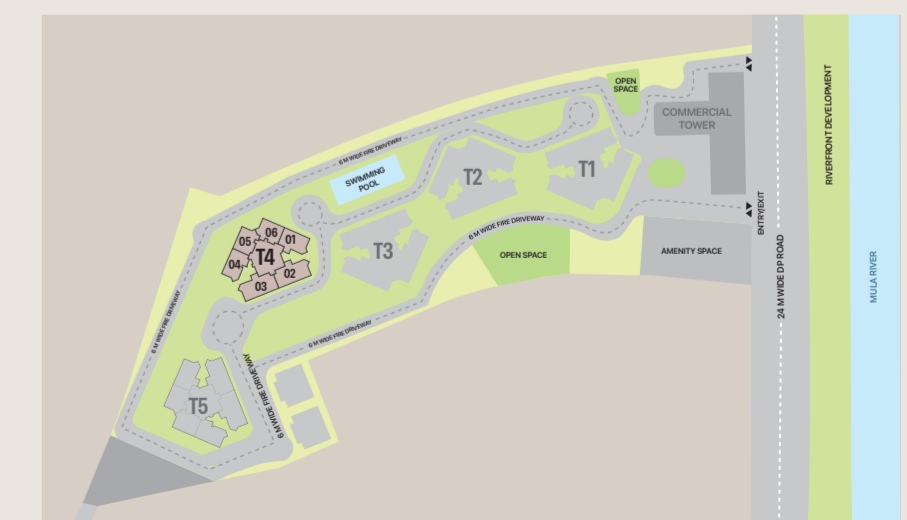 OPEN
SPACE
COMMERCIAL
TOWER
RIVERFRONT DEVELOPMENT
6 M WIDE FIRE DRIVEWAY
SWIMMING
POOL
T2
T1
ENTRY/EXIT
6 M WIDE FIRE DRIVEWAY
05
06
01
T4
04
02
03
T3
OPEN SPACE
AMENITY SPACE
24 M WIDE DP ROAD
MULA RIVER
6 M WIDE FIRE DRIVEWAY
6 M WIDE FIRE DRIVEWAY
6 M WIDE FIRE DRIVEWAY
T5